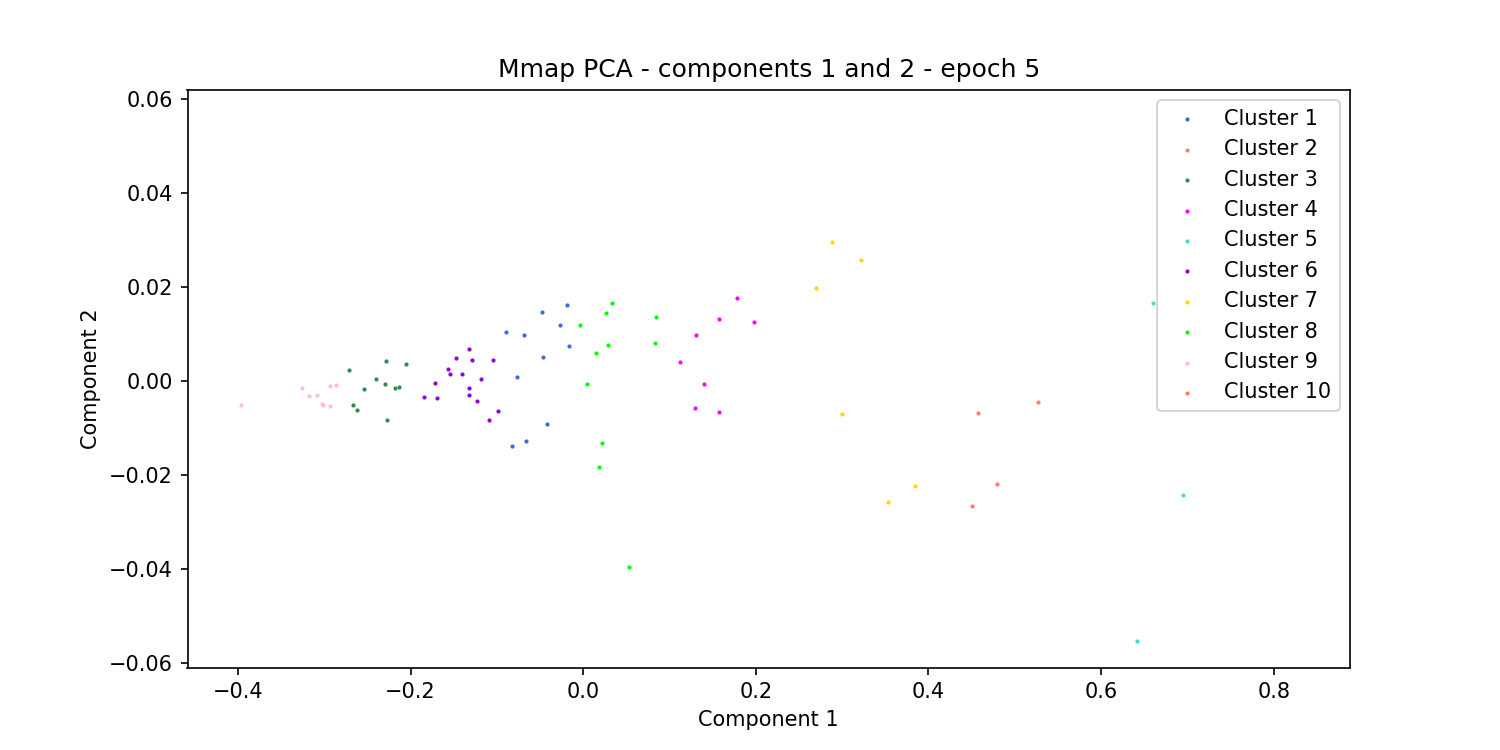 Mmap PCA - components 1 and 2 - epoch 5
0.06
0.04
0.02
0.00
−0.02
−0.04
−0.06
Component 2
Cluster 1
Cluster 2
Cluster 3
Cluster 4
Cluster 5
Cluster 6
Cluster 7
Cluster 8
Cluster 9
Cluster 10
−0.4 −0.2 0.0 0.2 0.4 0.6 0.8
Component 1